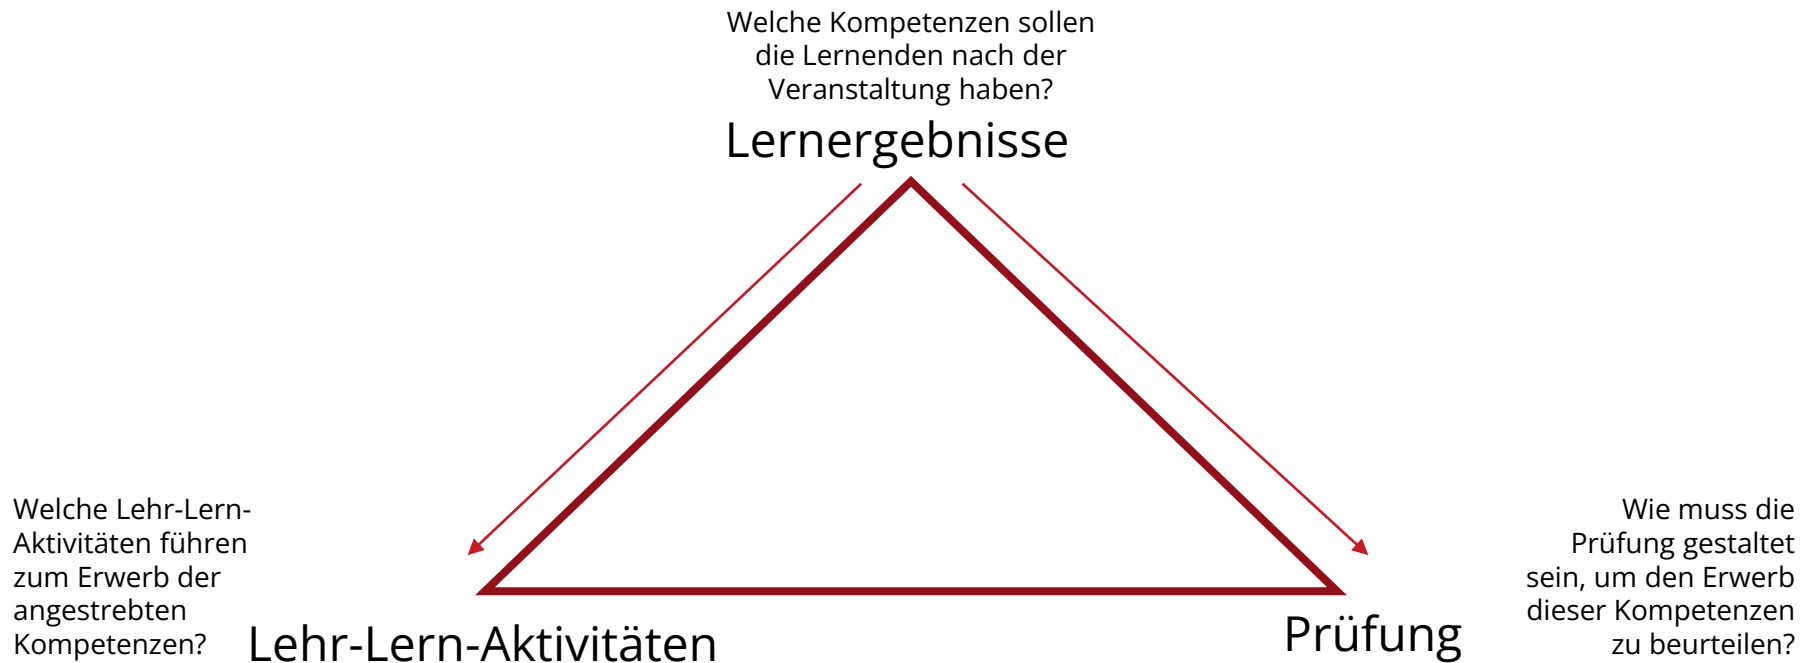 Welche Kompetenzen sollen
die Lernenden nach der
Veranstaltung haben?
Lernergebnisse
Welche Lehr-Lern-
Aktivitäten führen
zum Erwerb der
angestrebten
Kompetenzen?
Lehr-Lern-Aktivitäten
Prüfung
Wie muss die
Prüfung gestaltet
sein, um den Erwerb
dieser Kompetenzen
zu beurteilen?